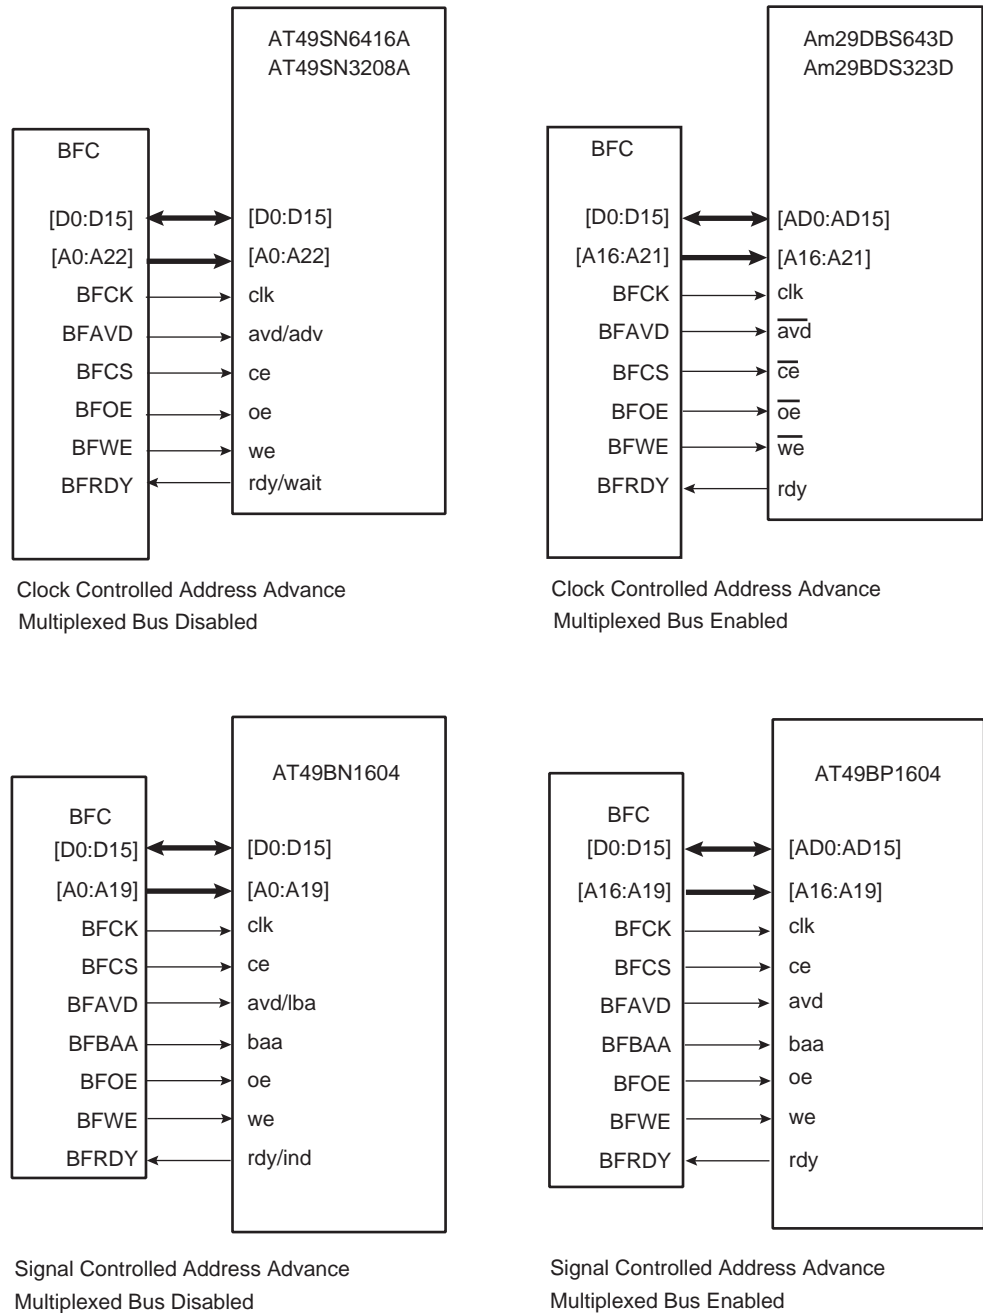 AT49SN6416A
AT49SN3208A
BFC
[D0:D15] [D0:D15]
[A0:A22] [A0:A22]
BFCK clk
BFAVD avd/adv
BFCS ce
BFOE oe
BFWE we
BFRDY rdy/wait
Clock Controlled Address Advance
Multiplexed Bus Disabled
Am29DBS643D
Am29BDS323D
BFC
[D0:D15] [AD0:AD15]
[A16:A21] [A16:A21]
BFCK clk
BFAVD a̅v̅d̅
BFCS c̅e̅
BFOE o̅e̅
BFWE w̅e̅
BFRDY rdy
Clock Controlled Address Advance
Multiplexed Bus Enabled
AT49BN1604
BFC
[D0:D15] [D0:D15]
[A0:A19] [A0:A19]
BFCK clk
BFCS ce
BFAVD avd/lba
BFBAA baa
BFOE oe
BFWE we
BFRDY rdy/ind
Signal Controlled Address Advance
Multiplexed Bus Disabled
AT49BP1604
BFC
[D0:D15] [AD0:AD15]
[A16:A19] [A16:A19]
BFCK clk
BFCS ce
BFAVD avd
BFBAA baa
BFOE oe
BFWE we
BFRDY rdy
Signal Controlled Address Advance
Multiplexed Bus Enabled